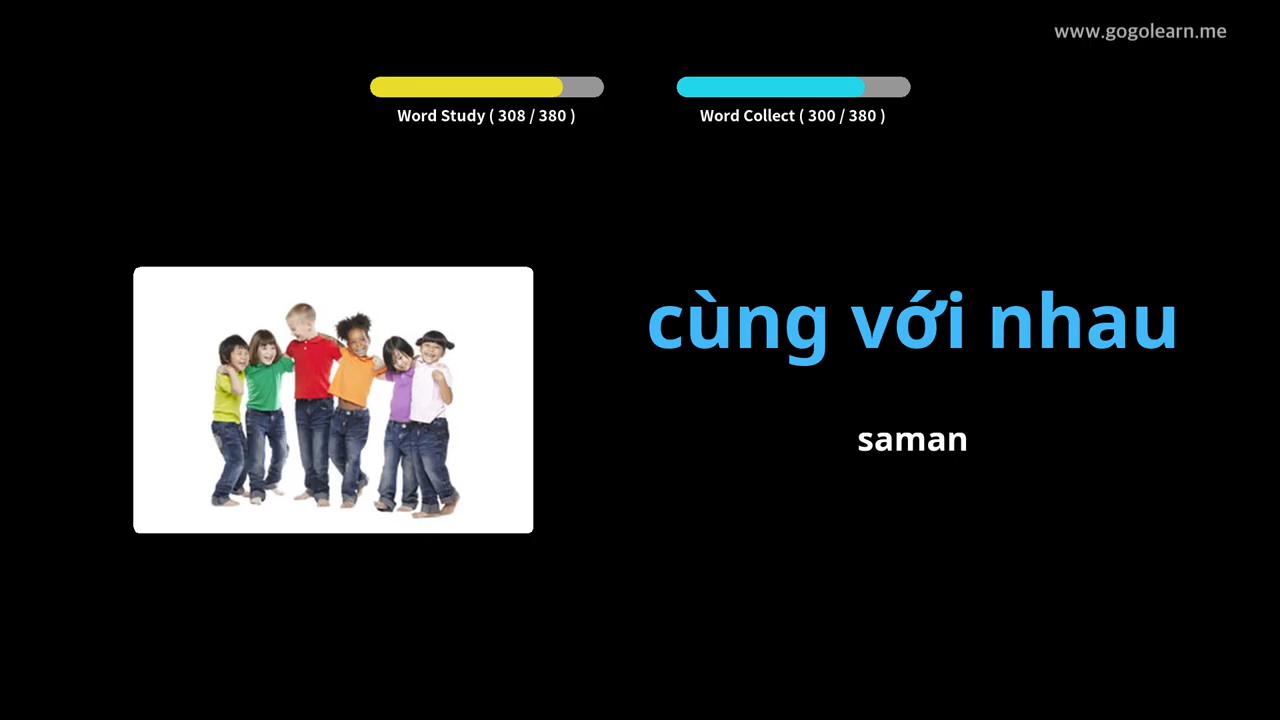 www.gogolearn.me
Word Study ( 308 / 380 )
Word Collect ( 300 / 380 )
cùng với nhau
saman